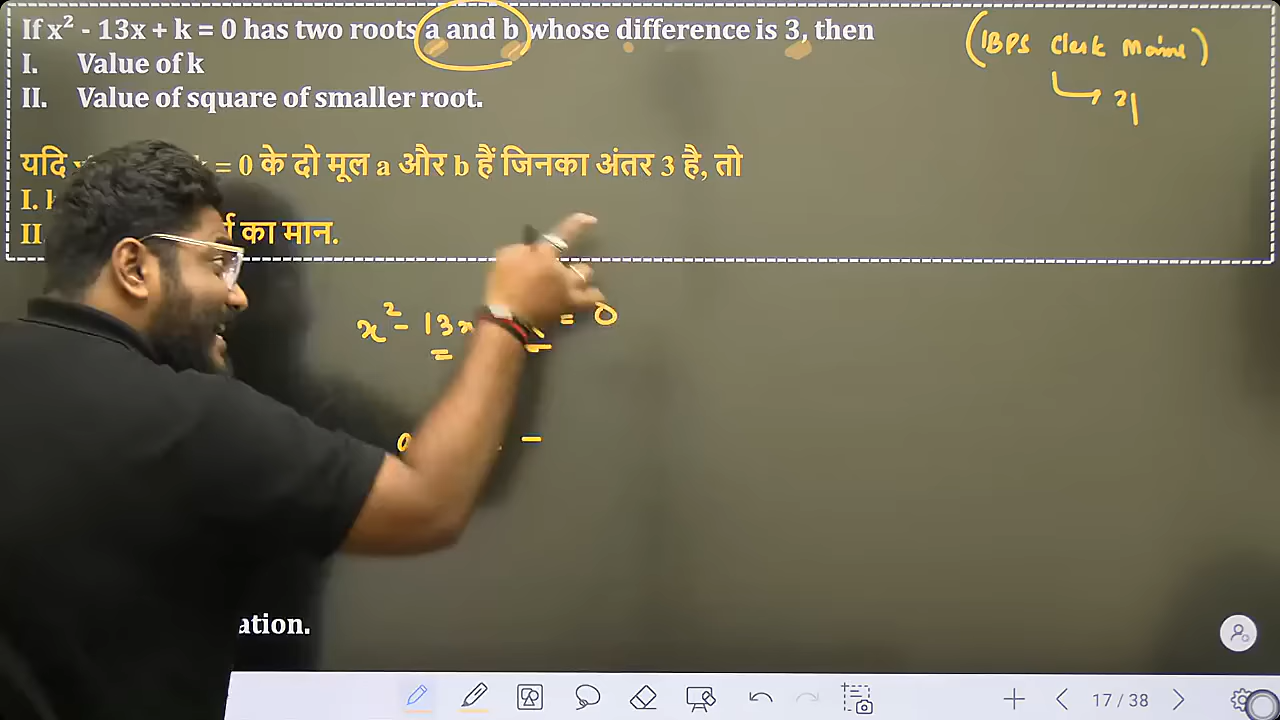 If x² - 13x + k = 0 has two roots a and b whose difference is 3, then
I. Value of k
II. Value of square of smaller root.
(IBPS Clerk Mains)
21
यदि = 0 के दो मूल a और b हैं जिनका अंतर 3 है, तो
I.
II का मान.
x² - 13x = 0
ation.
17 / 38